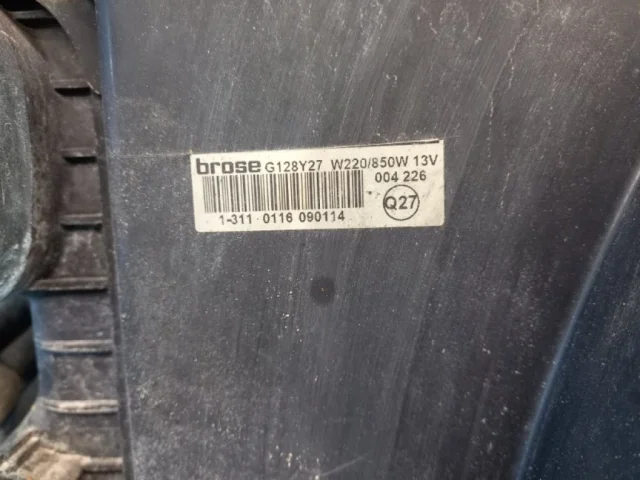 brose G128Y27 W220/850W 13V
004 226
Q27
1-311 0116 090114